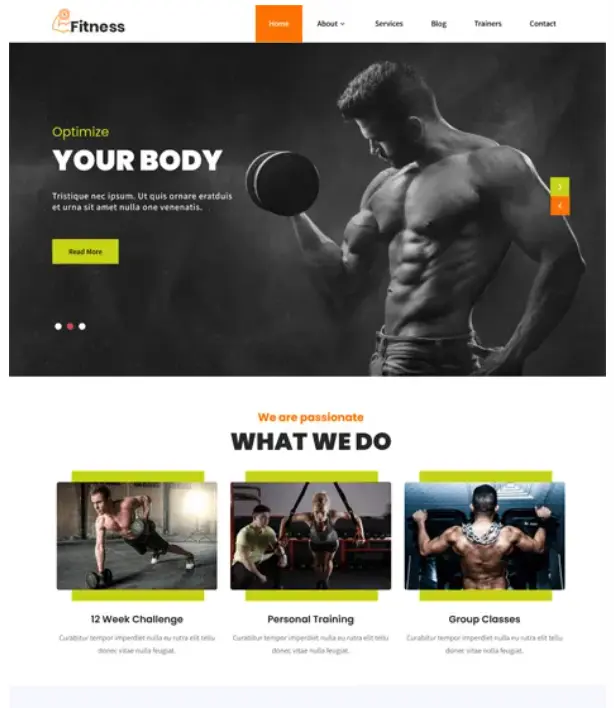 Fitness
Home About Services Blog Trainers Contact
Optimize
YOUR BODY
Tristique nec ipsum. Ut quis ornare eratduis
et urna sit amet nulla one venenatis.
Read More
We are passionate
WHAT WE DO
12 Week Challenge
Curabitur tempor imperdiet nulla eu rutra elit tellu
donec vitae nulla feugiat.
Personal Training
Curabitur tempor imperdiet nulla eu rutra elit tellu
donec vitae nulla feugiat.
Group Classes
Curabitur tempor imperdiet nulla eu rutra elit tellu
donec vitae nulla feugiat.